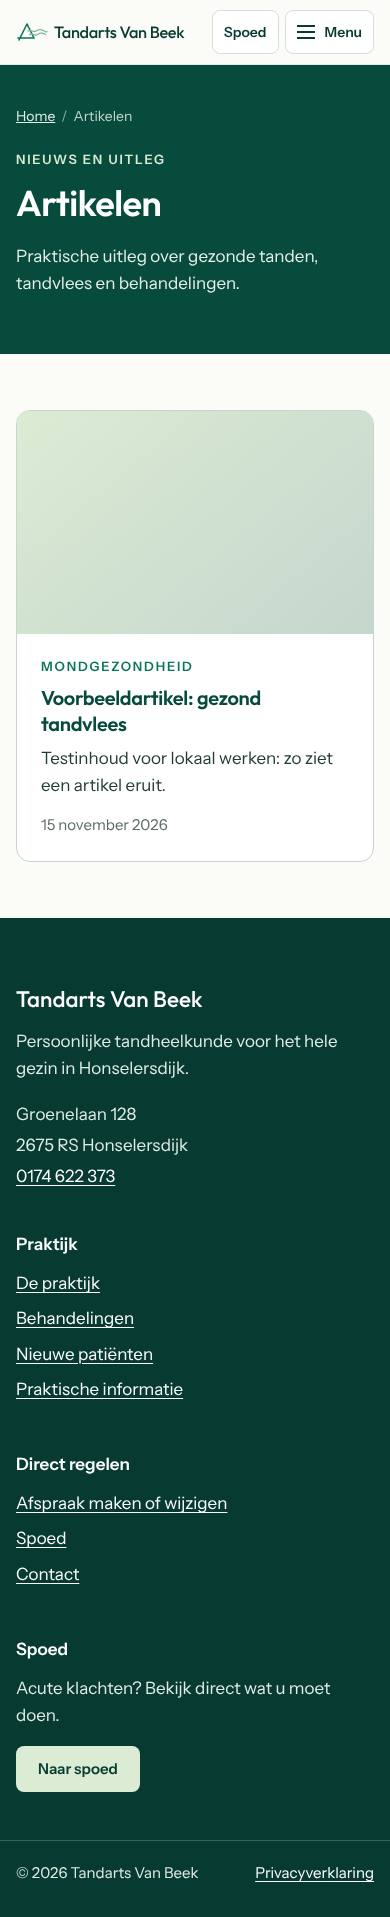 Tandarts Van Beek
Spoed
Menu
Home / Artikelen
NIEUWS EN UITLEG
Artikelen
Praktische uitleg over gezonde tanden,
tandvlees en behandelingen.
MONDGEZONDHEID
Voorbeeldartikel: gezond
tandvlees
Testinhoud voor lokaal werken: zo ziet
een artikel eruit.
15 november 2026
Tandarts Van Beek
Persoonlijke tandheelkunde voor het hele
gezin in Honselersdijk.
Groenelaan 128
2675 RS Honselersdijk
0174 622 373
Praktijk
De praktijk
Behandelingen
Nieuwe patiënten
Praktische informatie
Direct regelen
Afspraak maken of wijzigen
Spoed
Contact
Spoed
Acute klachten? Bekijk direct wat u moet
doen.
Naar spoed
© 2026 Tandarts Van Beek
Privacyverklaring